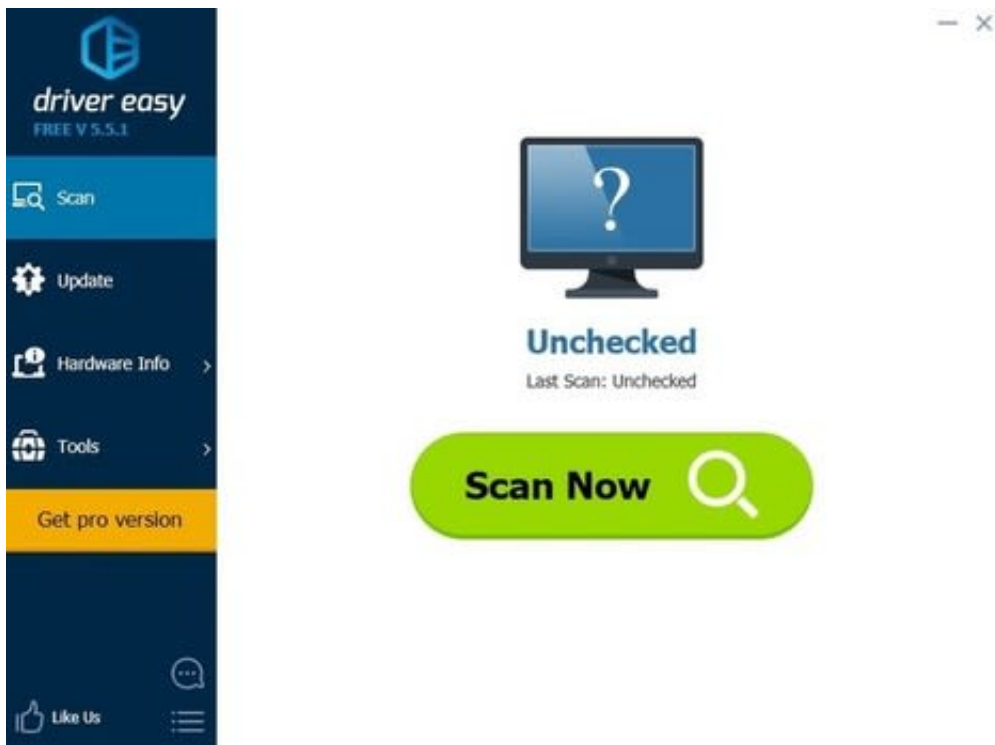 driver easy
FREE V 5.5.1
Scan
Update
Hardware Info
Tools
Get pro version
Like Us
?
Unchecked
Last Scan: Unchecked
Scan Now